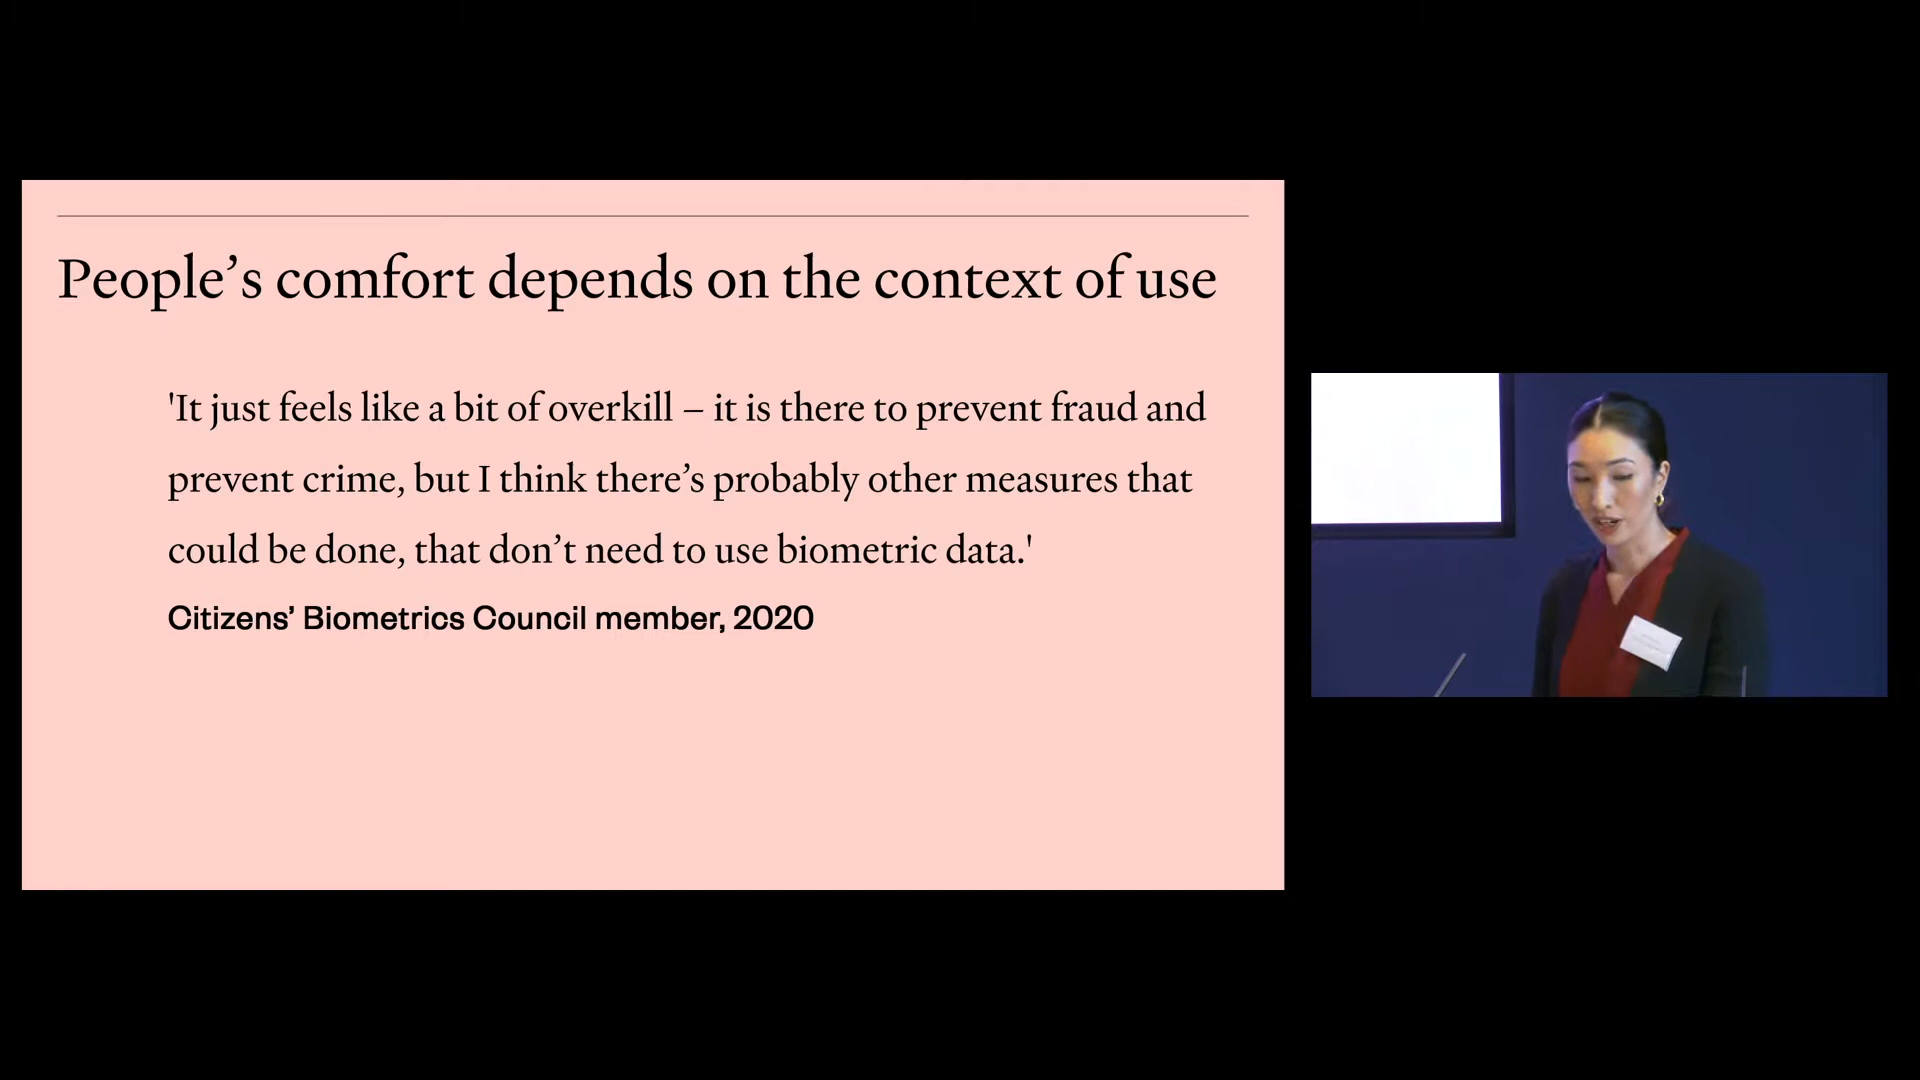 People’s comfort depends on the context of use
'It just feels like a bit of overkill – it is there to prevent fraud and
prevent crime, but I think there’s probably other measures that
could be done, that don’t need to use biometric data.'
Citizens’ Biometrics Council member, 2020